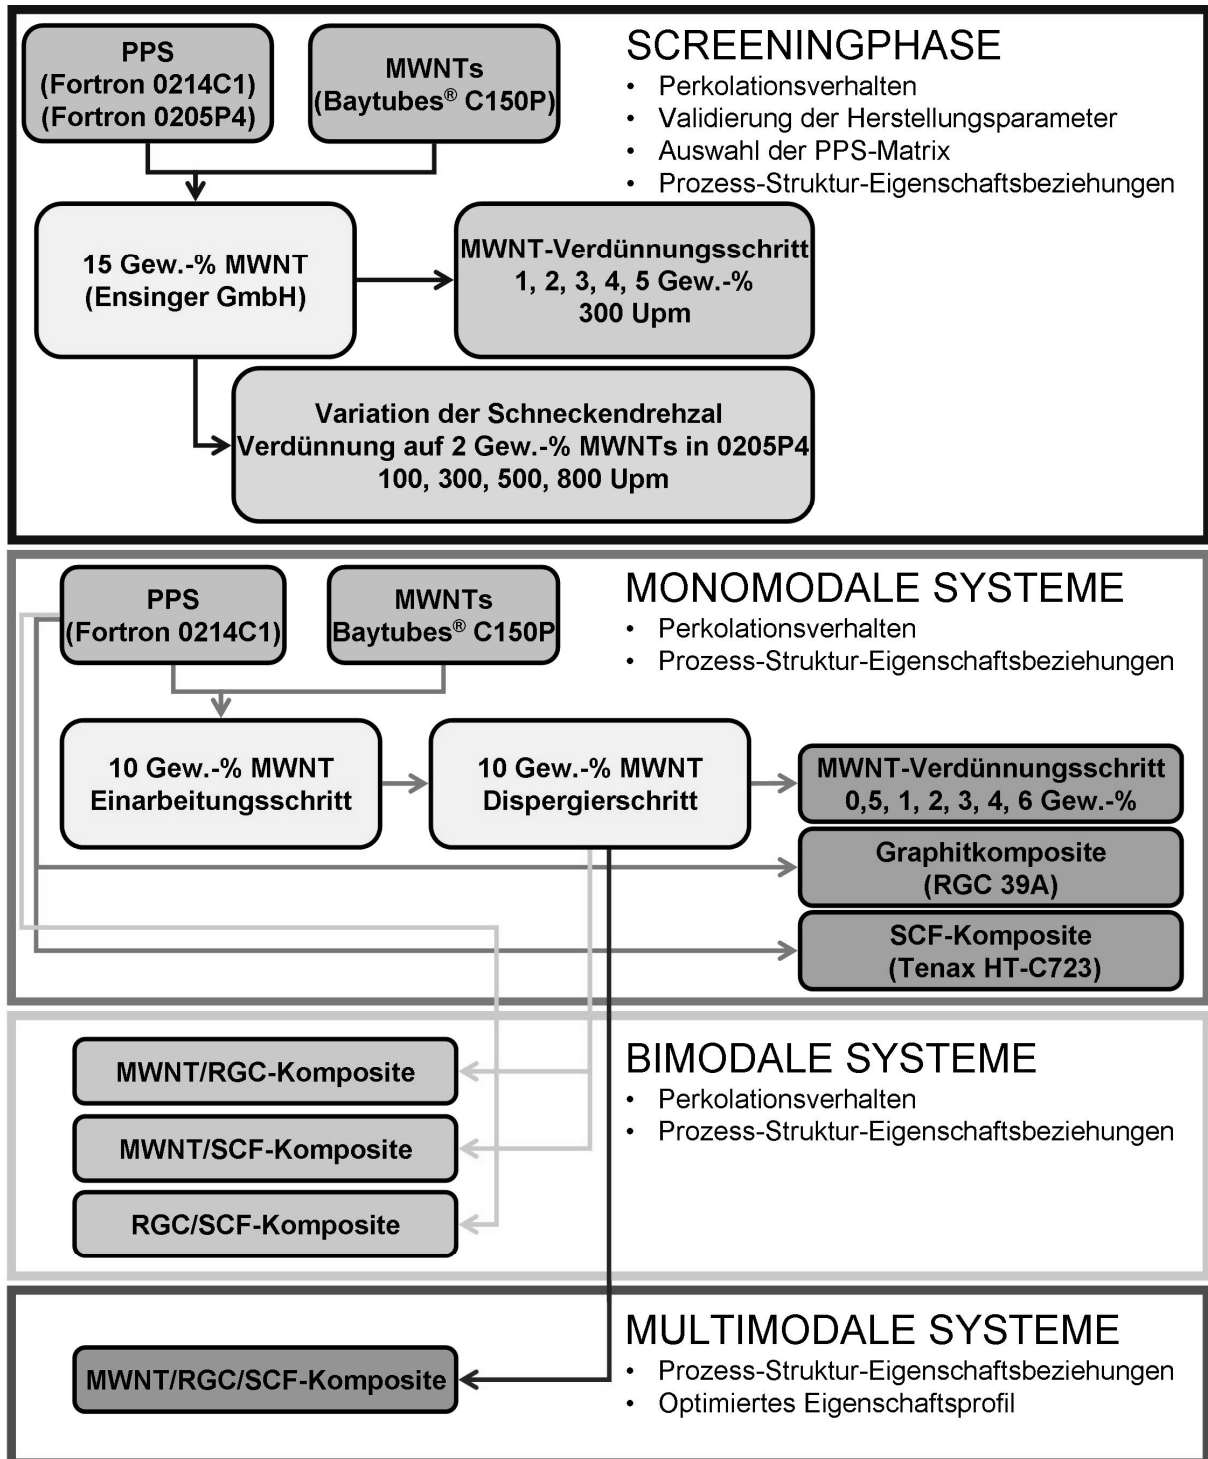 PPS
(Fortron 0214C1)
(Fortron 0205P4)
MWNTs
(Baytubes® C150P)
SCREENINGPHASE
• Perkolationsverhalten
• Validierung der Herstellungsparameter
• Auswahl der PPS-Matrix
• Prozess-Struktur-Eigenschaftsbeziehungen
15 Gew.-% MWNT
(Ensinger GmbH)
MWNT-Verdünnungsschritt
1, 2, 3, 4, 5 Gew.-%
300 Upm
Variation der Schneckendrehzal
Verdünnung auf 2 Gew.-% MWNTs in 0205P4
100, 300, 500, 800 Upm
PPS
(Fortron 0214C1)
MWNTs
Baytubes® C150P
MONOMODALE SYSTEME
• Perkolationsverhalten
• Prozess-Struktur-Eigenschaftsbeziehungen
10 Gew.-% MWNT
Einarbeitungsschritt
10 Gew.-% MWNT
Dispergierschritt
MWNT-Verdünnungsschritt
0,5, 1, 2, 3, 4, 6 Gew.-%
Graphitkomposite
(RGC 39A)
SCF-Komposite
(Tenax HT-C723)
MWNT/RGC-Komposite
MWNT/SCF-Komposite
RGC/SCF-Komposite
BIMODALE SYSTEME
• Perkolationsverhalten
• Prozess-Struktur-Eigenschaftsbeziehungen
MWNT/RGC/SCF-Komposite
MULTIMODALE SYSTEME
• Prozess-Struktur-Eigenschaftsbeziehungen
• Optimiertes Eigenschaftsprofil